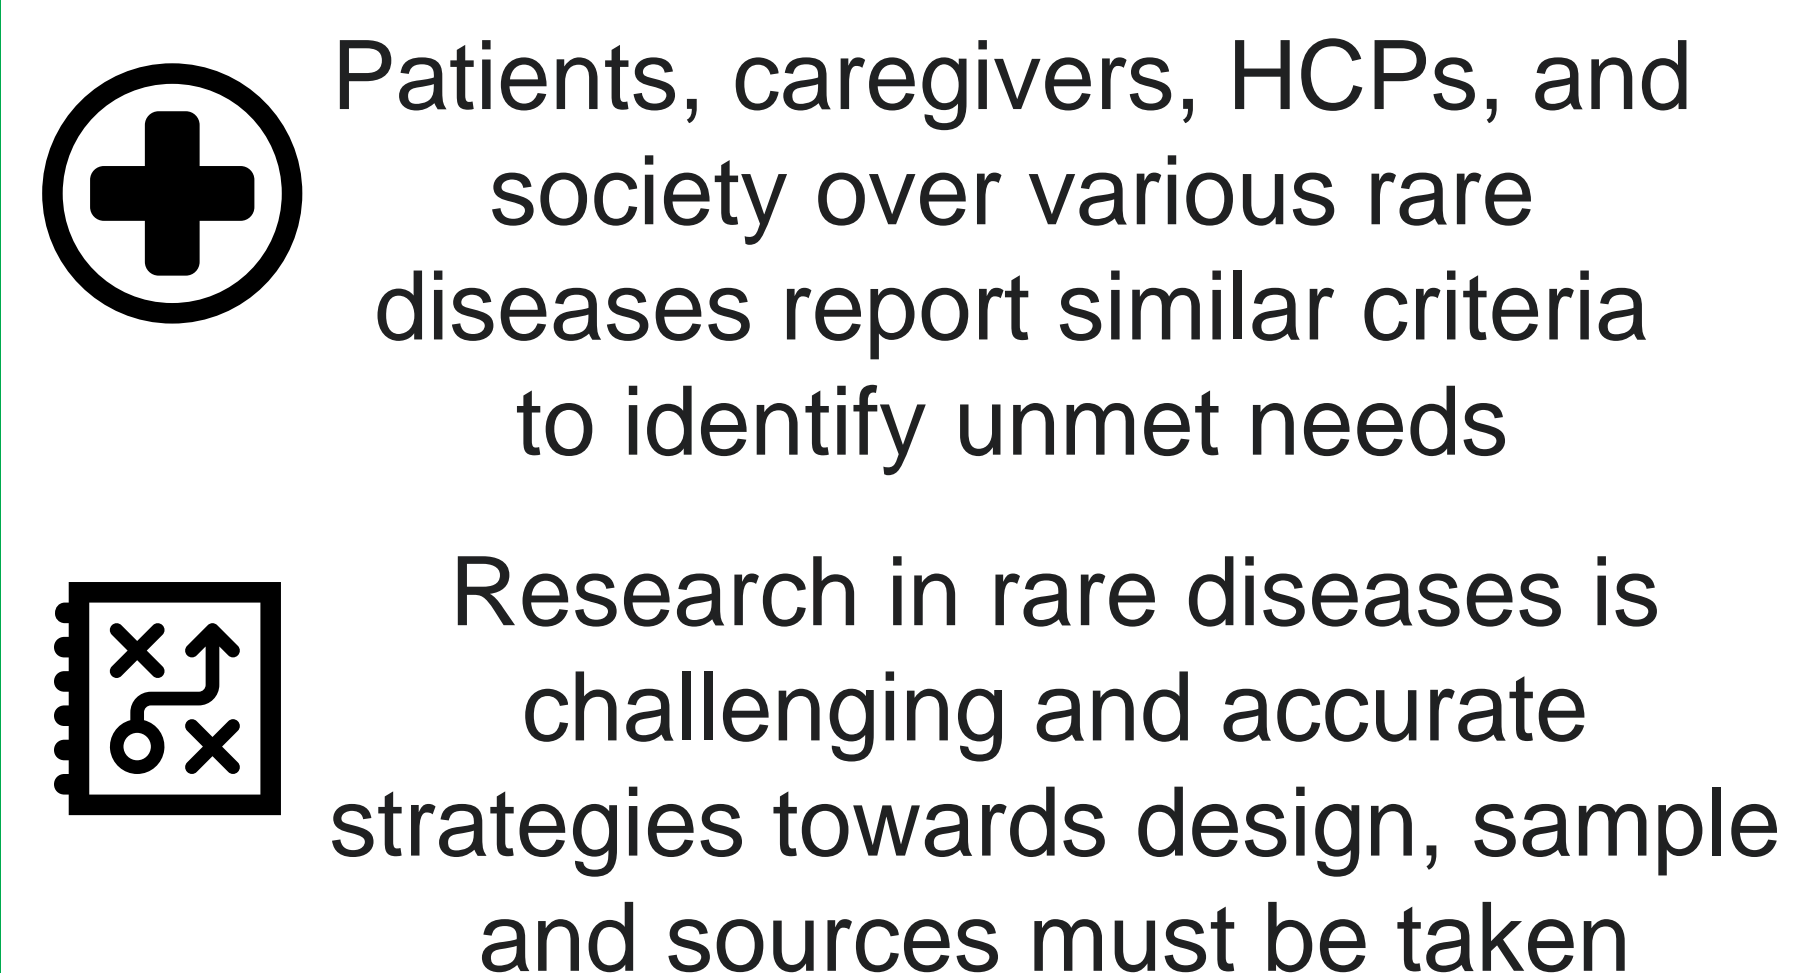 Patients, caregivers, HCPs, and
society over various rare
diseases report similar criteria
to identify unmet needs
Research in rare diseases is
challenging and accurate
strategies towards design, sample
and sources must be taken